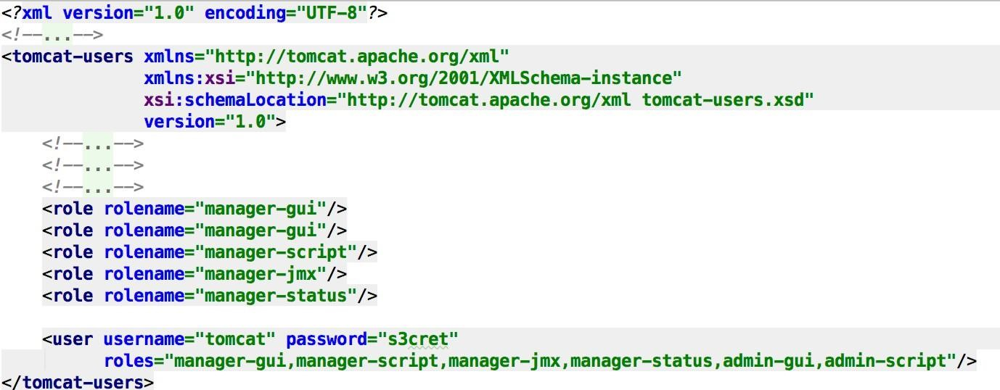 <?xml version="1.0" encoding="UTF-8"?>
<!--...-->
<tomcat-users xmlns="http://tomcat.apache.org/xml"
xmlns:xsi="http://www.w3.org/2001/XMLSchema-instance"
xsi:schemaLocation="http://tomcat.apache.org/xml tomcat-users.xsd"
version="1.0">
<!--...-->
<!--...-->
<!--...-->
<role rolename="manager-gui"/>
<role rolename="manager-gui"/>
<role rolename="manager-script"/>
<role rolename="manager-jmx"/>
<role rolename="manager-status"/>
<user username="tomcat" password="s3cret"
roles="manager-gui,manager-script,manager-jmx,manager-status,admin-gui,admin-script"/>
</tomcat-users>